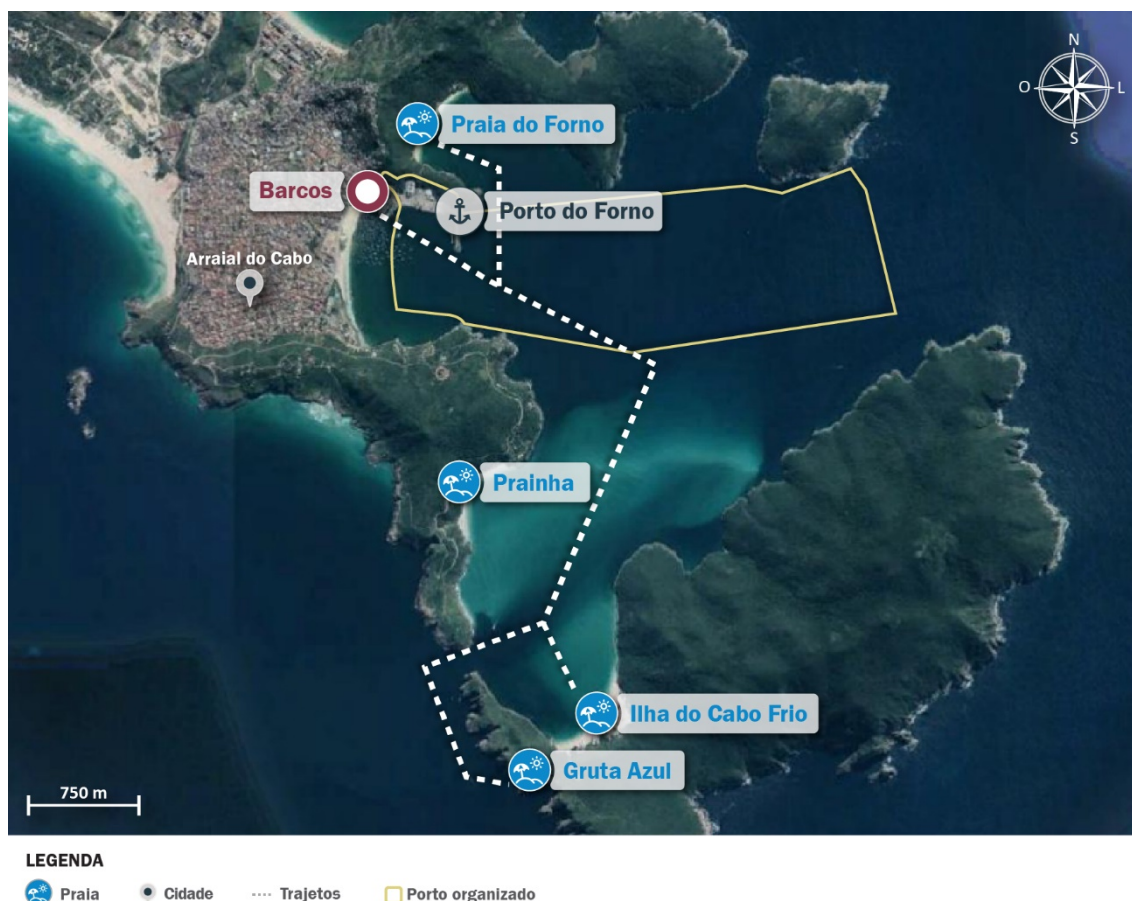 N
O
L
S
Praia do Forno
Barcos
Porto do Forno
Arraial do Cabo
Prainha
Ilha do Cabo Frio
Gruta Azul
750 m
LEGENDA
Praia
Cidade
Trajetos
Porto organizado